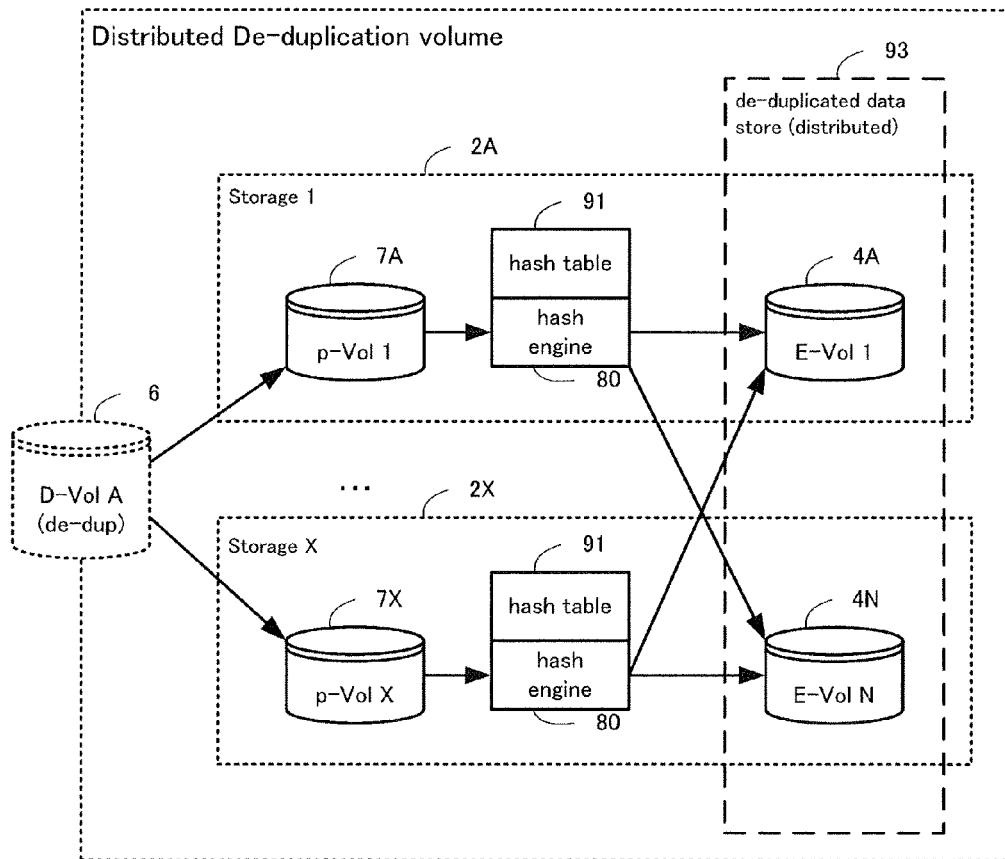 Distributed De-duplication volume
93
de-duplicated data
store (distributed)
2A
Storage 1
91
7A
hash table
4A
hash
engine
p-Vol 1
E-Vol 1
80
6
D-Vol A
(de-dup)
...
2X
Storage X
91
7X
hash table
4N
hash
engine
p-Vol X
E-Vol N
80